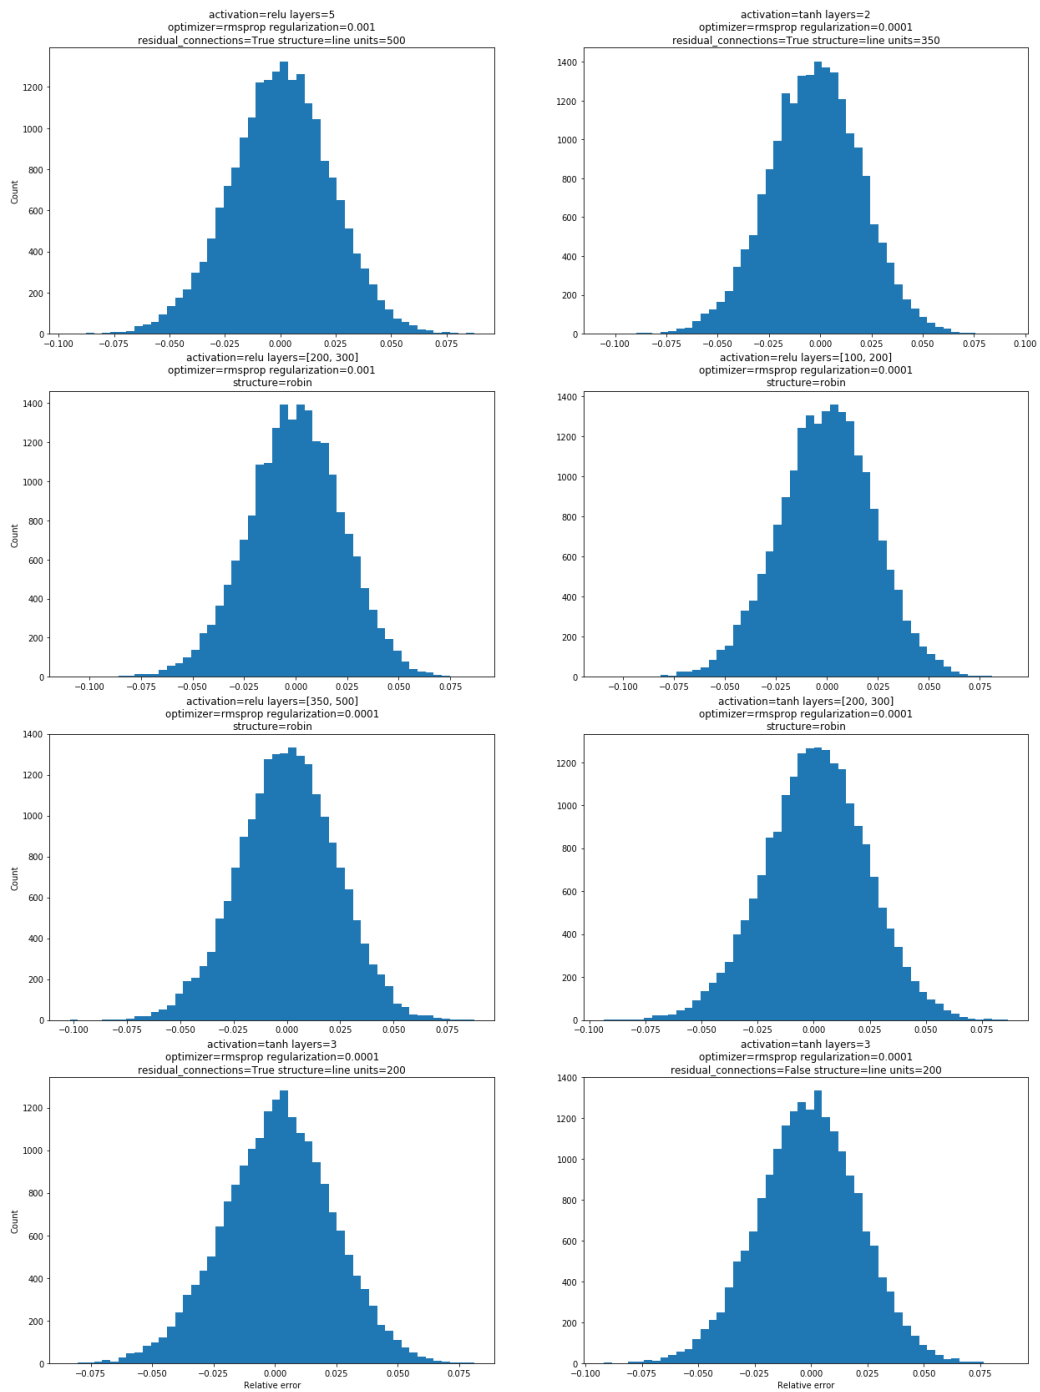 activation=relu layers=5
optimizer=rmsprop regularization=0.001
residual_connections=True structure=line units=500
1200
1000
800
600
400
200
0
Count
−0.100 −0.075 −0.050 −0.025 0.000 0.025 0.050 0.075
activation=tanh layers=2
optimizer=rmsprop regularization=0.0001
residual_connections=True structure=line units=350
1400
1200
1000
800
600
400
200
0
−0.100 −0.075 −0.050 −0.025 0.000 0.025 0.050 0.075 0.100
activation=relu layers=[200, 300]
optimizer=rmsprop regularization=0.001
structure=robin
1400
1200
1000
800
600
400
200
0
Count
−0.100 −0.075 −0.050 −0.025 0.000 0.025 0.050 0.075
activation=relu layers=[100, 200]
optimizer=rmsprop regularization=0.0001
structure=robin
1400
1200
1000
800
600
400
200
0
−0.100 −0.075 −0.050 −0.025 0.000 0.025 0.050 0.075
activation=relu layers=[350, 500]
optimizer=rmsprop regularization=0.0001
structure=robin
1400
1200
1000
800
600
400
200
0
Count
−0.100 −0.075 −0.050 −0.025 0.000 0.025 0.050 0.075
activation=tanh layers=[200, 300]
optimizer=rmsprop regularization=0.0001
structure=robin
1200
1000
800
600
400
200
0
−0.100 −0.075 −0.050 −0.025 0.000 0.025 0.050 0.075
activation=tanh layers=3
optimizer=rmsprop regularization=0.0001
residual_connections=True structure=line units=200
1200
1000
800
600
400
200
0
Count
−0.075 −0.050 −0.025 0.000 0.025 0.050 0.075
Relative error
activation=tanh layers=3
optimizer=rmsprop regularization=0.0001
residual_connections=False structure=line units=200
1400
1200
1000
800
600
400
200
0
−0.100 −0.075 −0.050 −0.025 0.000 0.025 0.050 0.075
Relative error